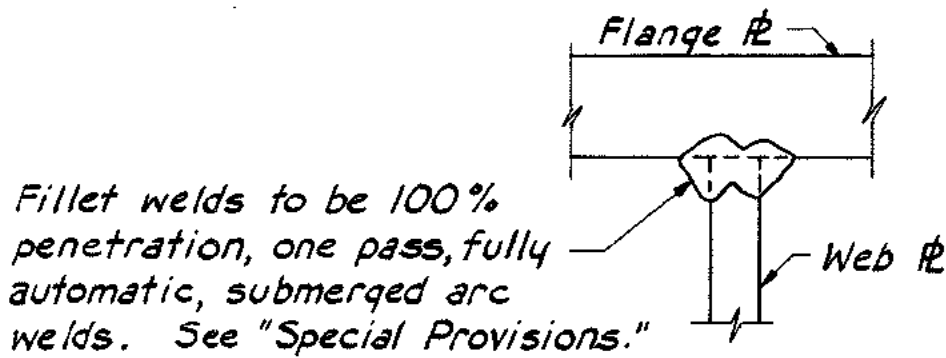 Flange ⅊
Fillet welds to be 100%
penetration, one pass, fully
automatic, submerged arc
welds. See "Special Provisions."
Web ⅊